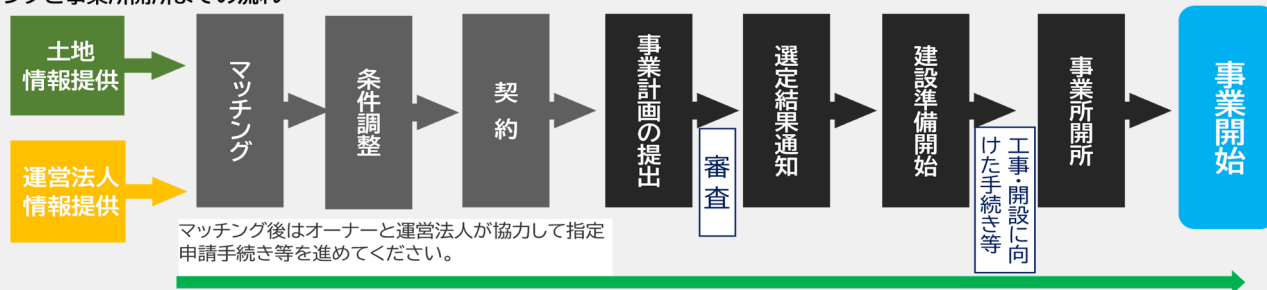 土地
情報提供
運営法人
情報提供
マッチング
条件調整
契約
事業計画の提出
審査
選定結果通知
建設準備開始
工事・開設に向
けた手続き等
事業所開所
事業開始
マッチング後はオーナーと運営法人が協力して指定
申請手続き等を進めてください。